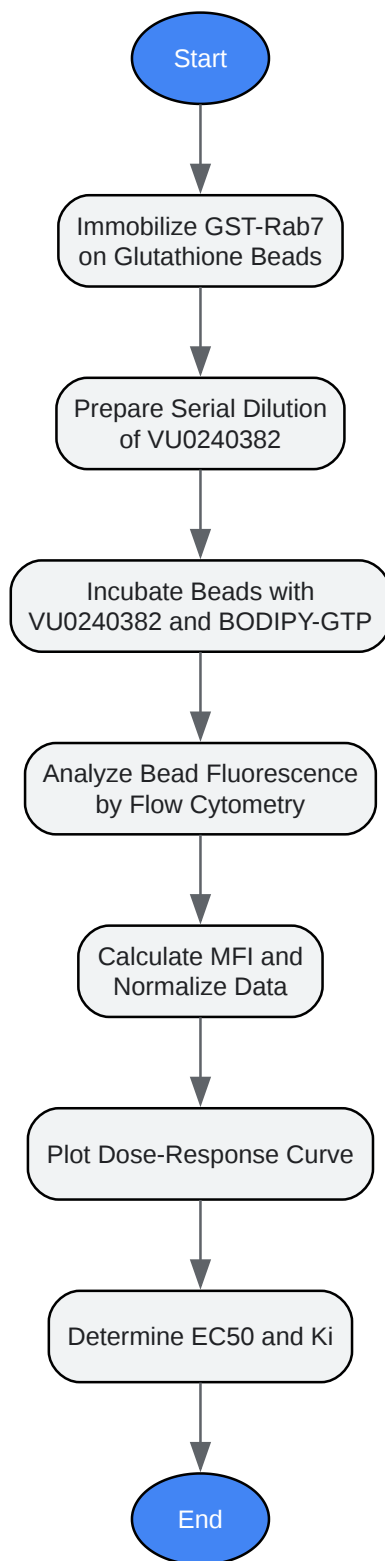 Start
Immobilize GST-Rab7
on Glutathione Beads
Prepare Serial Dilution
of VU0240382
Incubate Beads with
VU0240382 and BODIPY-GTP
Analyze Bead Fluorescence
by Flow Cytometry
Calculate MFI and
Normalize Data
Plot Dose-Response Curve
Determine EC50 and Ki
End